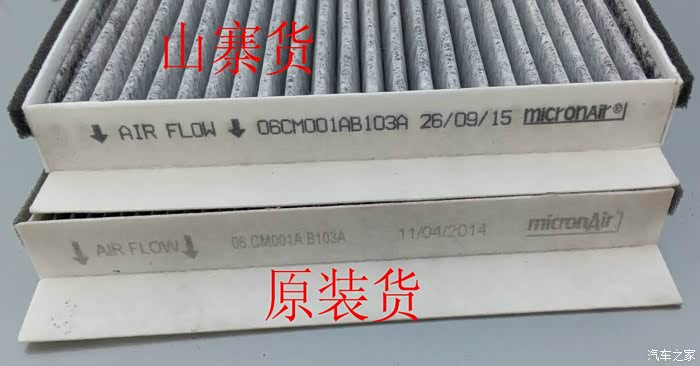 山寨货
↓ AIR FLOW ↓ 06CM001AB103A 26/09/15 micronAir®
↓ AIR FLOW ↓ 06.CM001A.B103A 11/04/2014 micronAir
原装货
汽车之家